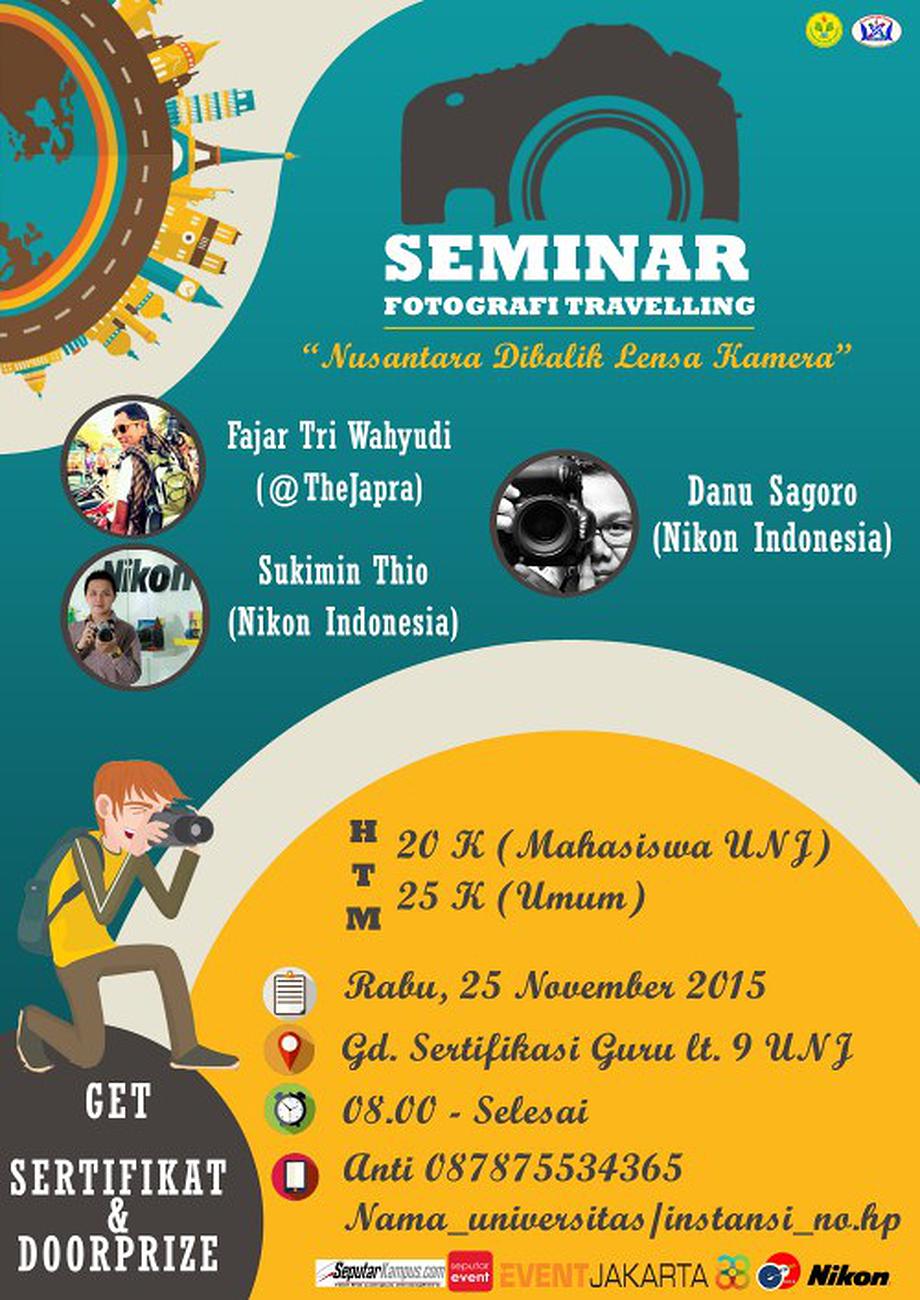 SEMINAR
FOTOGRAFI TRAVELLING
“Nusantara Dibalik Lensa Kamera”
Fajar Tri Wahyudi
(@TheJapra)
Danu Sagoro
(Nikon Indonesia)
Nikon
Sukimin Thio
(Nikon Indonesia)
HTM
20 K (Mahasiswa UNJ)
25 K (Umum)
Rabu, 25 November 2015
Gd. Sertifikasi Guru lt. 9 UNJ
08.00 - Selesai
Anti 087875534365
Nama_universitas/instansi_no.hp
GET
SERTIFIKAT
&
DOORPRIZE
SeputarKampus.com
seputar
event
EVENTJAKARTA
Nikon